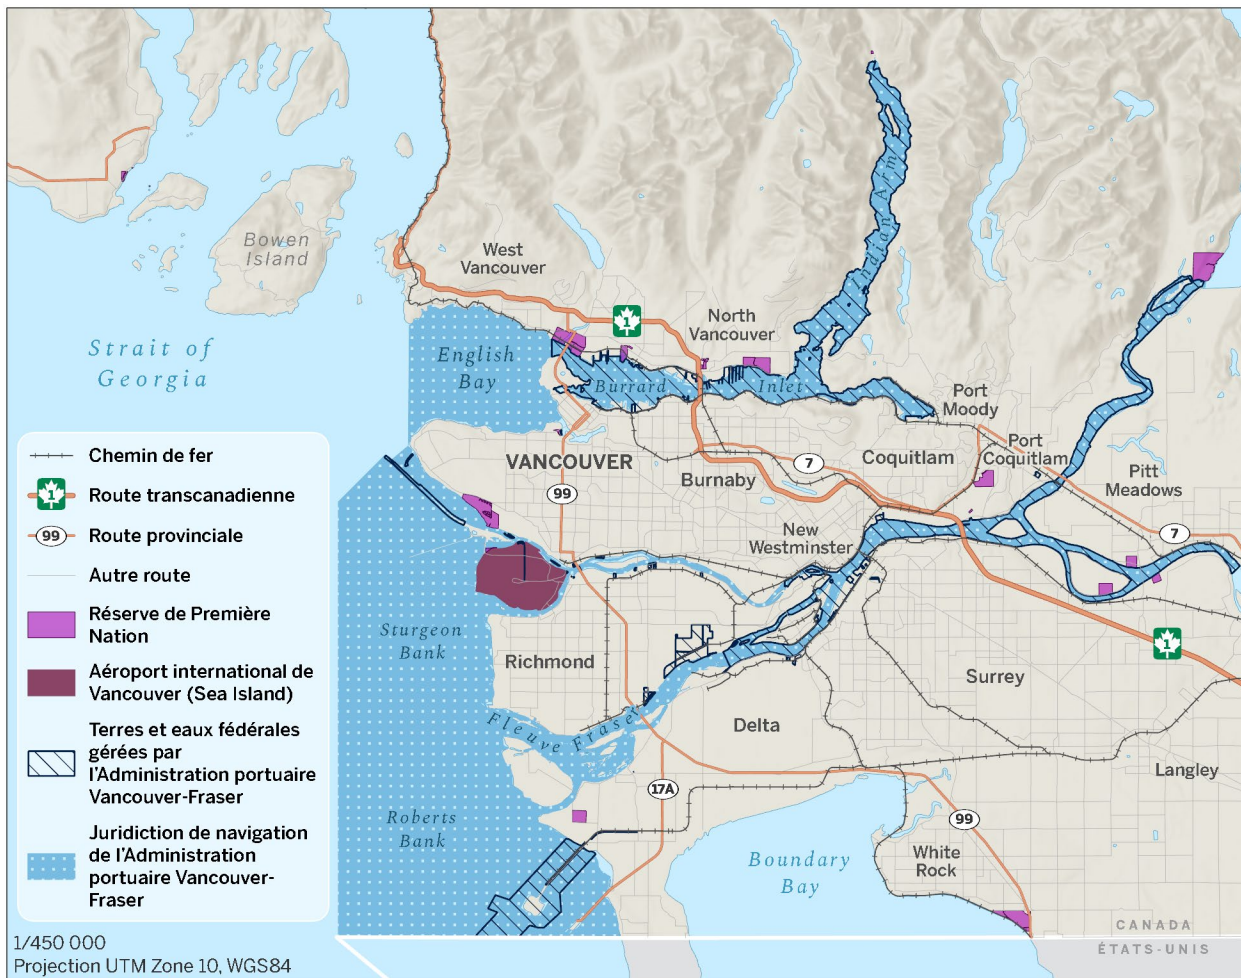 West
Vancouver
Bowen
Island
Indian Arm
North
Vancouver
1
Strait of
Georgia
English
Bay
Burrard
Inlet
Port
Moody
Port
Coquitlam
Pitt
Meadows
VANCOUVER
Burnaby
7
Coquitlam
99
New
Westminster
7
Sturgeon
Bank
Richmond
1
Surrey
Fleuve Fraser
Delta
Langley
17A
Roberts
Bank
99
Boundary
Bay
White
Rock
CANADA
ÉTATS-UNIS
Chemin de fer
1
Route transcanadienne
99
Route provinciale
Autre route
Réserve de Première
Nation
Aéroport international de
Vancouver (Sea Island)
Terres et eaux fédérales
gérées par
l'Administration portuaire
Vancouver-Fraser
Juridiction de navigation
de l'Administration
portuaire Vancouver-
Fraser
1/450 000
Projection UTM Zone 10, WGS84